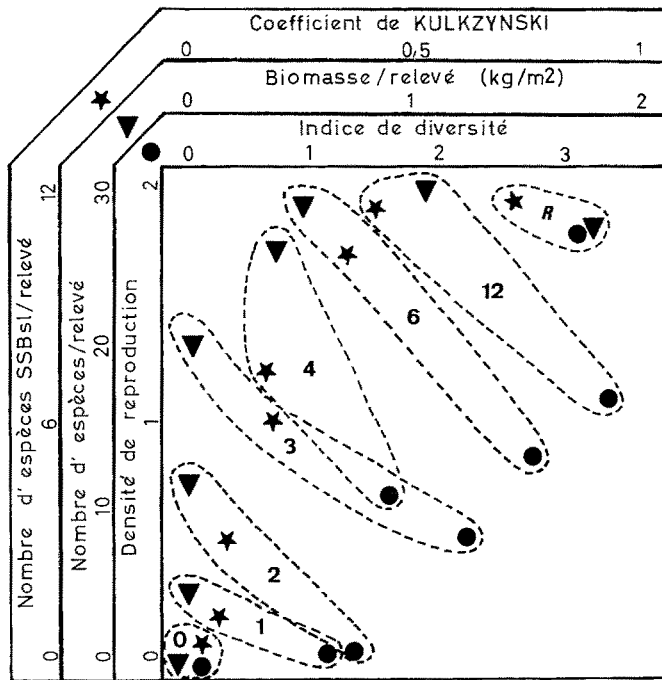 Coefficient de KULKZYNSKI
0 0,5 1
Biomasse/relevé (kg/m2)
0 1 2
Indice de diversité
0 1 2 3
Nombre d'espèces SSBsl/relevé
0 6 12
Nombre d'espèces/relevé
0 10 20 30
Densité de reproduction
0 1 2
R
12
6
4
3
2
1
0